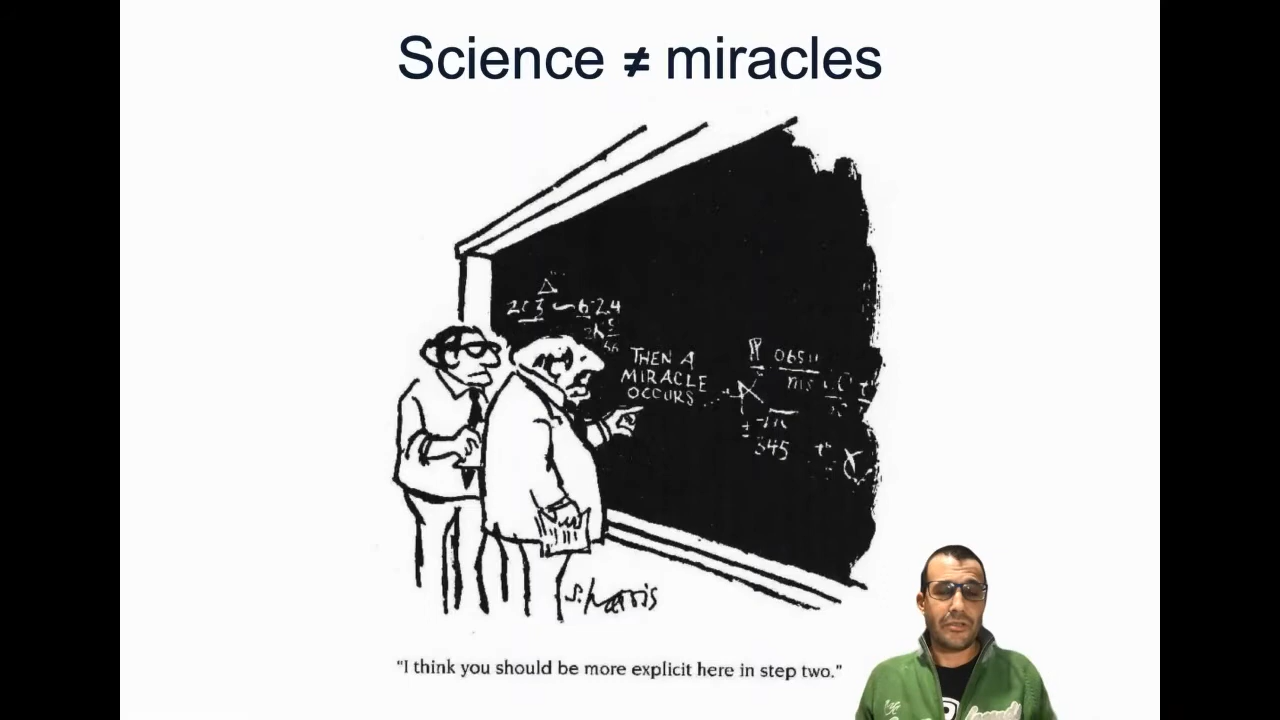 Science ≠ miracles
THEN A
MIRACLE
OCCURS...
S. Harris
"I think you should be more explicit here in step two."